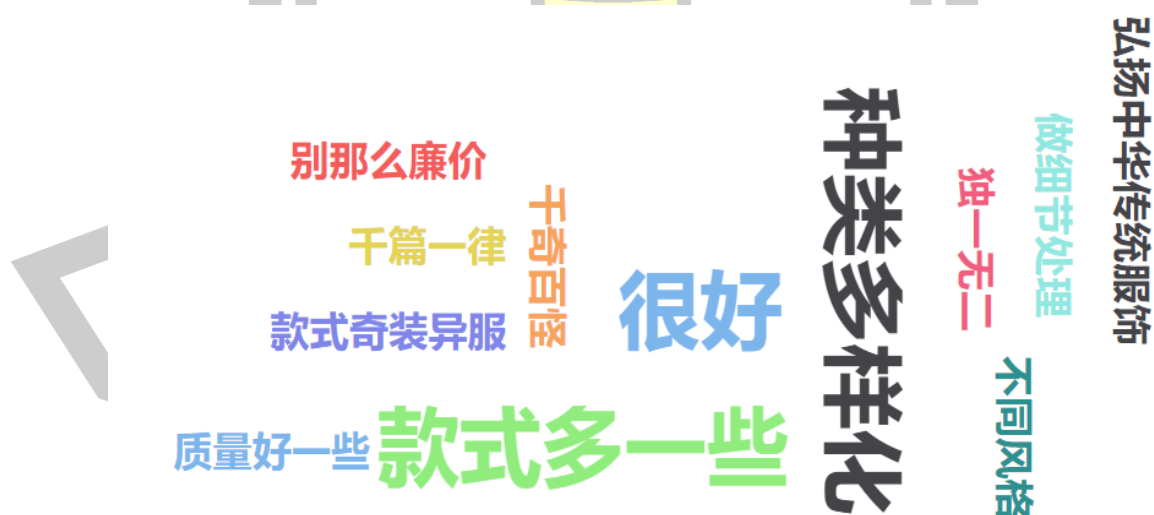 弘扬中华传统服饰
种类多样化
做细节处理
别那么廉价
独一无二
千奇百怪
千篇一律
很好
款式奇装异服
不同风格
款式多一些
质量好一些